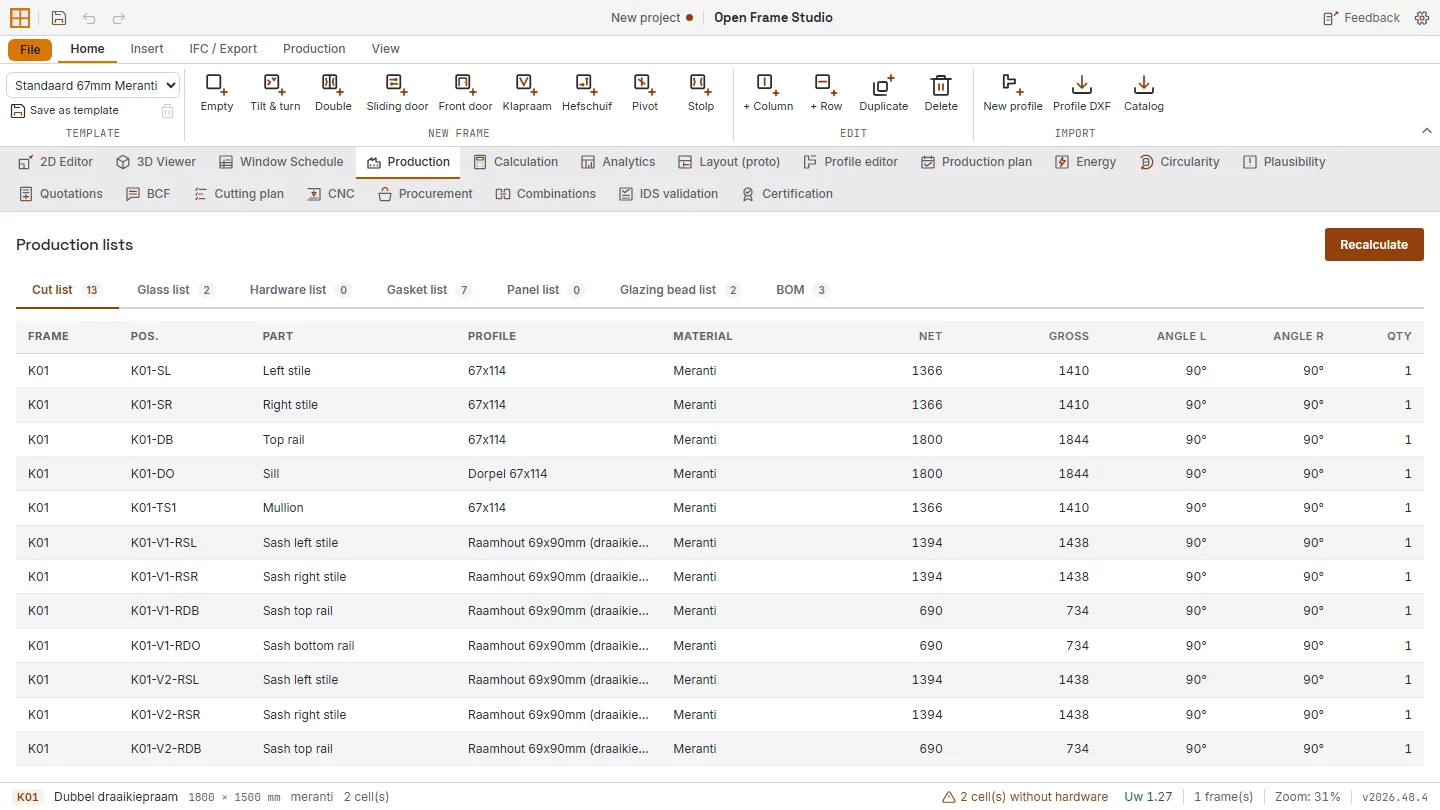 New project ● Open Frame Studio Feedback
File Home Insert IFC / Export Production View
Standaard 67mm Meranti
Save as template
TEMPLATE
Empty Tilt & turn Double Sliding door Front door Klapraam Hefschuif Pivot Stolp
NEW FRAME
+ Column + Row Duplicate Delete
EDIT
New profile Profile DXF Catalog
IMPORT
2D Editor 3D Viewer Window Schedule Production Calculation Analytics Layout (proto) Profile editor Production plan Energy Circularity Plausibility
Quotations BCF Cutting plan CNC Procurement Combinations IDS validation Certification
Production lists Recalculate
Cut list 13 Glass list 2 Hardware list 0 Gasket list 7 Panel list 0 Glazing bead list 2 BOM 3
FRAME POS. PART PROFILE MATERIAL NET GROSS ANGLE L ANGLE R QTY
K01 K01-SL Left stile 67x114 Meranti 1366 1410 90° 90° 1
K01 K01-SR Right stile 67x114 Meranti 1366 1410 90° 90° 1
K01 K01-DB Top rail 67x114 Meranti 1800 1844 90° 90° 1
K01 K01-DO Sill Dorpel 67x114 Meranti 1800 1844 90° 90° 1
K01 K01-TS1 Mullion 67x114 Meranti 1366 1410 90° 90° 1
K01 K01-V1-RSL Sash left stile Raamhout 69x90mm (draaikie... Meranti 1394 1438 90° 90° 1
K01 K01-V1-RSR Sash right stile Raamhout 69x90mm (draaikie... Meranti 1394 1438 90° 90° 1
K01 K01-V1-RDB Sash top rail Raamhout 69x90mm (draaikie... Meranti 690 734 90° 90° 1
K01 K01-V1-RDO Sash bottom rail Raamhout 69x90mm (draaikie... Meranti 690 734 90° 90° 1
K01 K01-V2-RSL Sash left stile Raamhout 69x90mm (draaikie... Meranti 1394 1438 90° 90° 1
K01 K01-V2-RSR Sash right stile Raamhout 69x90mm (draaikie... Meranti 1394 1438 90° 90° 1
K01 K01-V2-RDB Sash top rail Raamhout 69x90mm (draaikie... Meranti 690 734 90° 90° 1
K01 Dubbel draaikiepraam 1800 × 1500 mm meranti 2 cell(s) 2 cell(s) without hardware Uw 1.27 1 frame(s) Zoom: 31% v2026.48.4